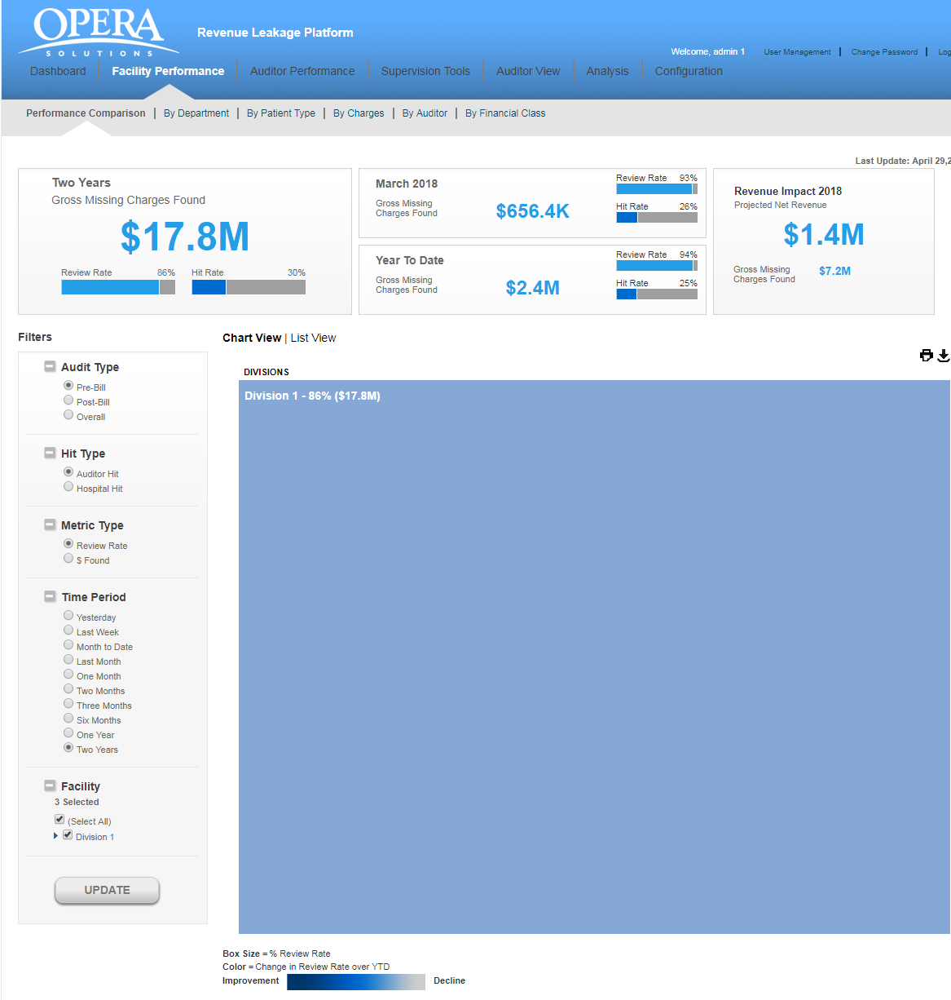 OPERA
SOLUTIONS
Revenue Leakage Platform
Welcome, admin 1 User Management | Change Password | Log
Dashboard Facility Performance Auditor Performance Supervision Tools Auditor View Analysis Configuration
Performance Comparison | By Department | By Patient Type | By Charges | By Auditor | By Financial Class
Last Update: April 29,2
Two Years
Gross Missing Charges Found
$17.8M
Review Rate 86% Hit Rate 30%
March 2018
Gross Missing
Charges Found
$656.4K
Review Rate 93%
Hit Rate 26%
Year To Date
Gross Missing
Charges Found
$2.4M
Review Rate 94%
Hit Rate 25%
Revenue Impact 2018
Projected Net Revenue
$1.4M
Gross Missing
Charges Found
$7.2M
Filters
Audit Type
Pre-Bill
Post-Bill
Overall
Hit Type
Auditor Hit
Hospital Hit
Metric Type
Review Rate
$ Found
Time Period
Yesterday
Last Week
Month to Date
Last Month
One Month
Two Months
Three Months
Six Months
One Year
Two Years
Facility
3 Selected
(Select All)
Division 1
UPDATE
Chart View | List View
DIVISIONS
Division 1 - 86% ($17.8M)
Box Size = % Review Rate
Color = Change in Review Rate over YTD
Improvement Decline